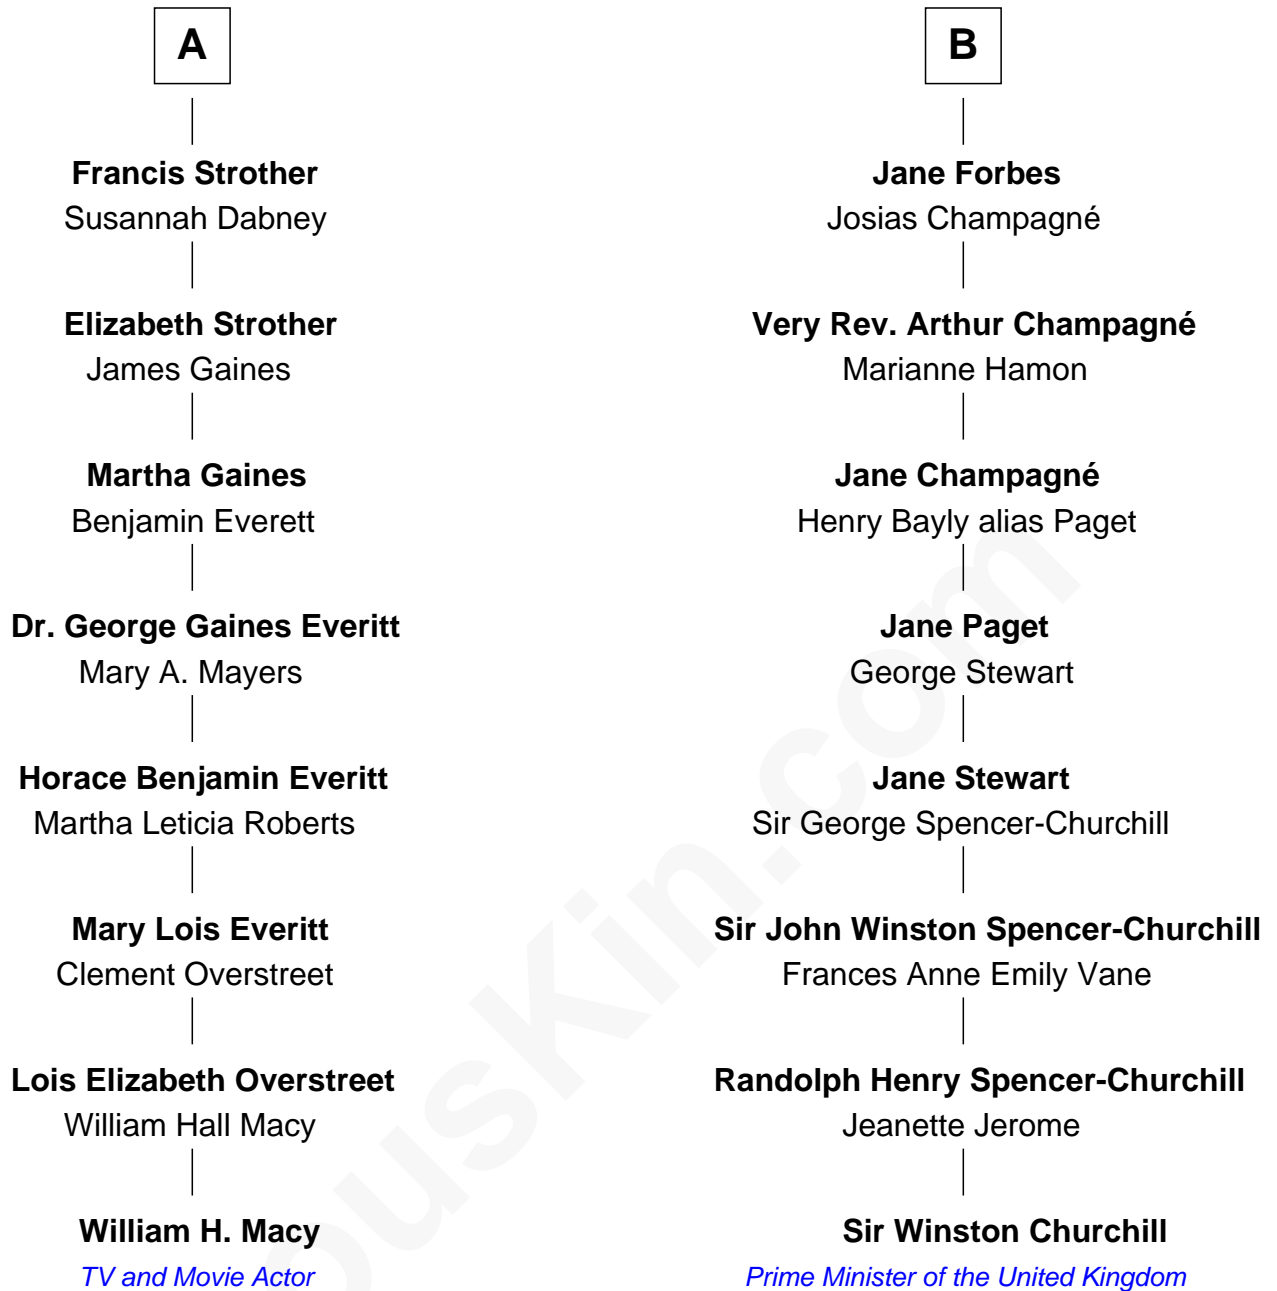 A
B
Francis Strother
Susannah Dabney
Jane Forbes
Josias Champagné
Elizabeth Strother
James Gaines
Very Rev. Arthur Champagné
Marianne Hamon
Martha Gaines
Benjamin Everett
Jane Champagné
Henry Bayly alias Paget
Dr. George Gaines Everitt
Mary A. Mayers
Jane Paget
George Stewart
Horace Benjamin Everitt
Martha Leticia Roberts
Jane Stewart
Sir George Spencer-Churchill
Mary Lois Everitt
Clement Overstreet
Sir John Winston Spencer-Churchill
Frances Anne Emily Vane
Lois Elizabeth Overstreet
William Hall Macy
Randolph Henry Spencer-Churchill
Jeanette Jerome
William H. Macy
TV and Movie Actor
Sir Winston Churchill
Prime Minister of the United Kingdom
ousKin.com